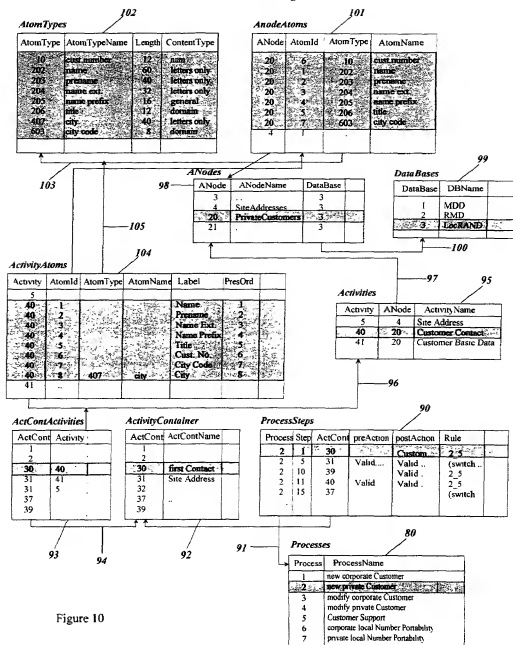 102
101
AtomTypes
AnodeAtoms
AtomType AtomTypeName Length ContentType
10 cust.number 12 num
202 name 60 letters only
203 prename 40 letters only
204 name ext. 32 letters only
205 name prefix 16 general
206 title 12 domain
407 city 40 letters only
603 city code 8 domain
ANode AtomId AtomType AtomName
20 6 10 cust.number
20 1 202 name
20 2 203 prename
20 3 204 name ext.
20 4 205 name prefix
20 5 206 title
20 7 603 city code
4 1
103
105
98
ANodes
ANode ANodeName DataBase
3 .. 3
4 SiteAddresses 3
20 PrivateCustomers 3
21 . 3
99
DataBases
DataBase DBName
1 MDD
2 RMD
3 LocRAND
100
97
104
ActivityAtoms
Activity AtomId AtomType AtomName Label PresOrd
5
40 1 Name 1
40 2 Prename 2
40 3 Name Ext. 3
40 4 Name Prefix 4
40 5 Title 5
40 6 Cust. No. 6
40 7 City Code 7
40 8 407 city City 8
41 ..
95
Activities
Activity ANode ActivityName
5 4 Site Address
40 20 Customer Contact
41 20 Customer Basic Data
96
ActContActivities
ActCont Activity
1
2
30 40
31 41
31 5
37
39
93
94
ActivityContainer
ActCont ActContName
1
2
30 first Contact
31 Site Address
32
37 ..
39
92
90
ProcessSteps
Process Step ActCont preAction postAction Rule
2 1 30 Custom.. 2_5
2 5 31 Valid.... Valid .. (switch ..
2 10 39 Valid . 2_5
2 11 40 Valid Valid . 2_5
2 15 37 (switch
91
80
Processes
Process ProcessName
1 new corporate Customer
2 new private Customer
3 modify corporate Customer
4 modify private Customer
5 Customer Support
6 corporate local Number Portability
7 private local Number Portability
Figure 10